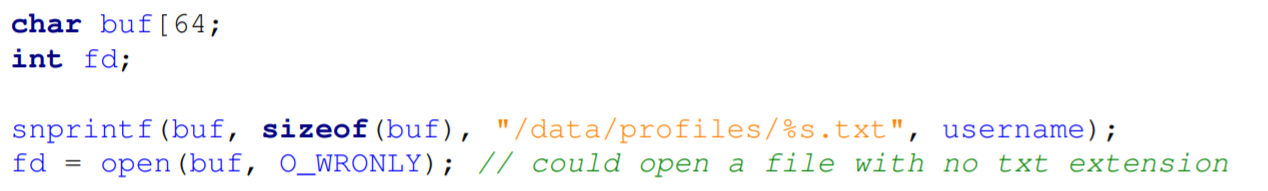 char buf[64;
int fd;
snprintf(buf, sizeof(buf), "/data/profiles/%s.txt", username);
fd = open(buf, O_WRONLY); // could open a file with no txt extension